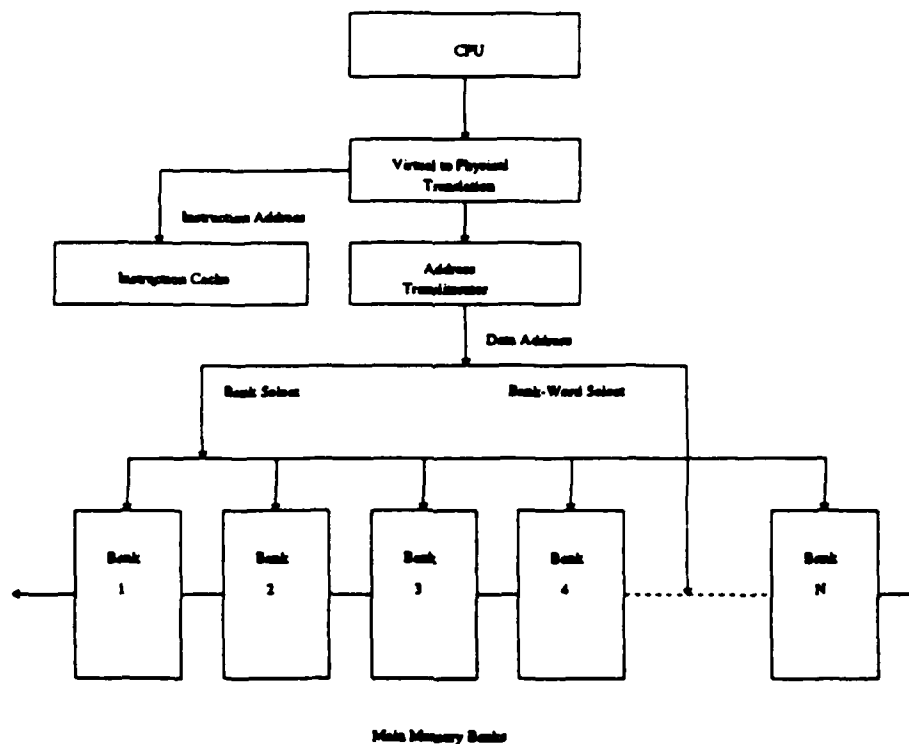 CPU
Virtual to Physical
Translation
Instruction Address
Instruction Cache
Address
Data Address
Bank Select
Bank-Word Select
Bank
1
Bank
2
Bank
3
Bank
4
Bank
N
Main Memory Banks